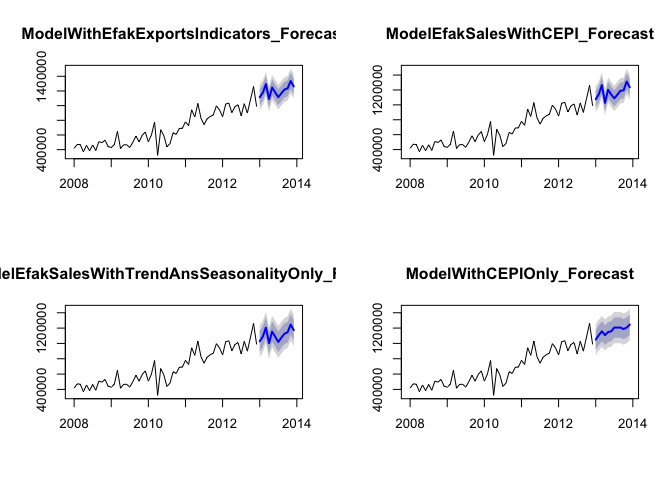 ModelWithEfakExportsIndicators_Forecas
1400000
400000
2008 2010 2012 2014
ModelEfakSalesWithCEPI_Forecast
1200000
400000
2008 2010 2012 2014
elEfakSalesWithTrendAnsSeasonalityOnly_F
1200000
400000
2008 2010 2012 2014
ModelWithCEPIOnly_Forecast
1200000
400000
2008 2010 2012 2014